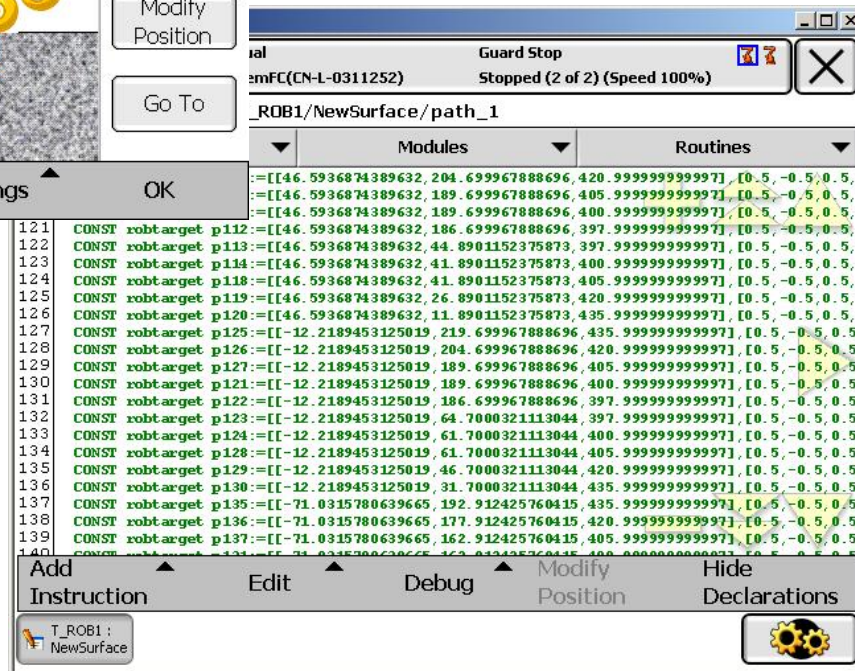 Modify
Position
Go To
ngs OK
ual Guard Stop
emFC(CN-L-0311252) Stopped (2 of 2) (Speed 100%)
_ROB1/NewSurface/path_1
Modules Routines
:=[[46.5936874389632,204.699967888696,420.999999999997],[0.5,-0.5,0.5,
:=[[46.5936874389632,189.699967888696,405.999999999997],[0.5,-0.5,0.5,
:=[[46.5936874389632,189.699967888696,400.999999999997],[0.5,-0.5,0.5,
121 CONST robtarget p112:=[[46.5936874389632,186.699967888696,397.999999999997],[0.5,-0.5,0.5,
122 CONST robtarget p113:=[[46.5936874389632,44.8901152375873,397.999999999997],[0.5,-0.5,0.5,
123 CONST robtarget p114:=[[46.5936874389632,41.8901152375873,400.999999999997],[0.5,-0.5,0.5,
124 CONST robtarget p118:=[[46.5936874389632,41.8901152375873,405.999999999997],[0.5,-0.5,0.5,
125 CONST robtarget p119:=[[46.5936874389632,26.8901152375873,420.999999999997],[0.5,-0.5,0.5,
126 CONST robtarget p120:=[[46.5936874389632,11.8901152375873,435.999999999997],[0.5,-0.5,0.5,
127 CONST robtarget p125:=[[-12.2189453125019,219.699967888696,435.999999999997],[0.5,-0.5,0.5
128 CONST robtarget p126:=[[-12.2189453125019,204.699967888696,420.999999999997],[0.5,-0.5,0.5
129 CONST robtarget p127:=[[-12.2189453125019,189.699967888696,405.999999999997],[0.5,-0.5,0.5
130 CONST robtarget p121:=[[-12.2189453125019,189.699967888696,400.999999999997],[0.5,-0.5,0.5
131 CONST robtarget p122:=[[-12.2189453125019,186.699967888696,397.999999999997],[0.5,-0.5,0.5
132 CONST robtarget p123:=[[-12.2189453125019,64.7000321113044,397.999999999997],[0.5,-0.5,0.5
133 CONST robtarget p124:=[[-12.2189453125019,61.7000321113044,400.999999999997],[0.5,-0.5,0.5
134 CONST robtarget p128:=[[-12.2189453125019,61.7000321113044,405.999999999997],[0.5,-0.5,0.5
135 CONST robtarget p129:=[[-12.2189453125019,46.7000321113044,420.999999999997],[0.5,-0.5,0.5
136 CONST robtarget p130:=[[-12.2189453125019,31.7000321113044,435.999999999997],[0.5,-0.5,0.5
137 CONST robtarget p135:=[[-71.0315780639665,192.912425760415,435.999999999997],[0.5,-0.5,0.5
138 CONST robtarget p136:=[[-71.0315780639665,177.912425760415,420.999999999997],[0.5,-0.5,0.5
139 CONST robtarget p137:=[[-71.0315780639665,162.912425760415,405.999999999997],[0.5,-0.5,0.5
140 CONST robtarget
Add Instruction Edit Debug Modify Position Hide Declarations
T_ROB1 :
NewSurface